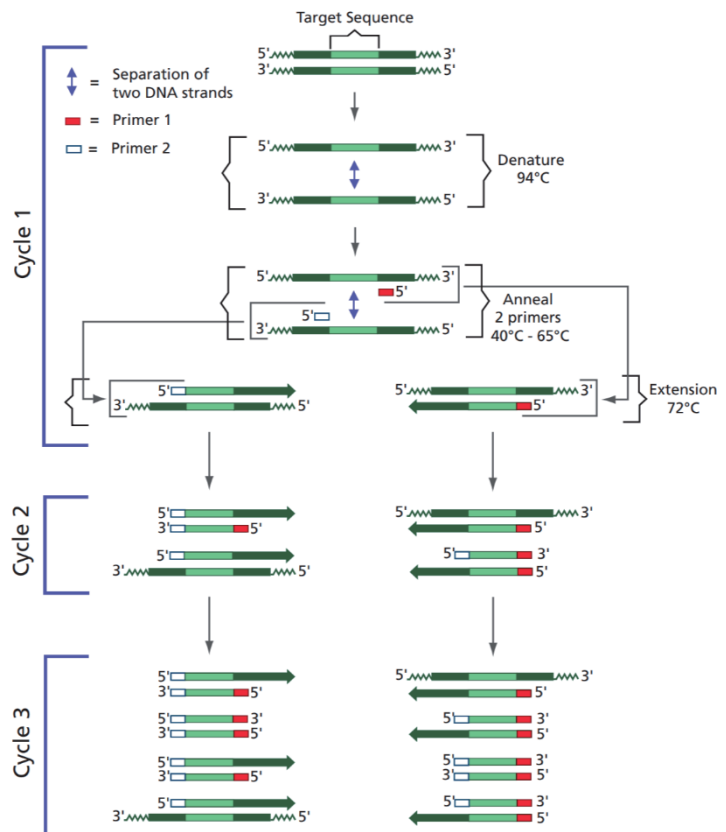 Target Sequence
5' 3'
3' 5'
= Separation of
two DNA strands
= Primer 1
= Primer 2
Cycle 1
5' 3'
3' 5'
Denature
94°C
5' 3'
5'
5'
3' 5'
Anneal
2 primers
40°C - 65°C
5'
3' 5'
5' 3'
5'
Extension
72°C
Cycle 2
5'
3' 5'
5'
3' 5'
5' 3'
5'
5' 3'
5'
Cycle 3
5'
3' 5'
5' 3'
3' 5'
5'
3' 5'
5'
3' 5'
5' 3'
5'
5' 3'
5'
5' 3'
3' 5'
5' 3'
5'